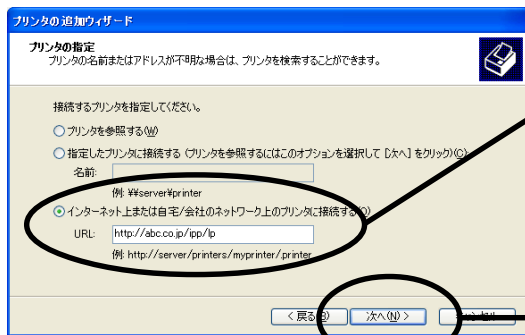 プリンタの追加ウィザード
プリンタの指定
プリンタの名前またはアドレスが不明な場合は、プリンタを検索することができます。
接続するプリンタを指定してください。
プリンタを参照する(W)
指定したプリンタに接続する (プリンタを参照するにはこのオプションを選択して [次へ] をクリック)(C)
名前:
例: ¥¥server¥printer
インターネット上または自宅/会社のネットワーク上のプリンタに接続する(O)
URL: http://abc.co.jp/ipp/lp
例: http://server/printers/myprinter/.printer
< 戻る(B) 次へ(N) > キャンセル